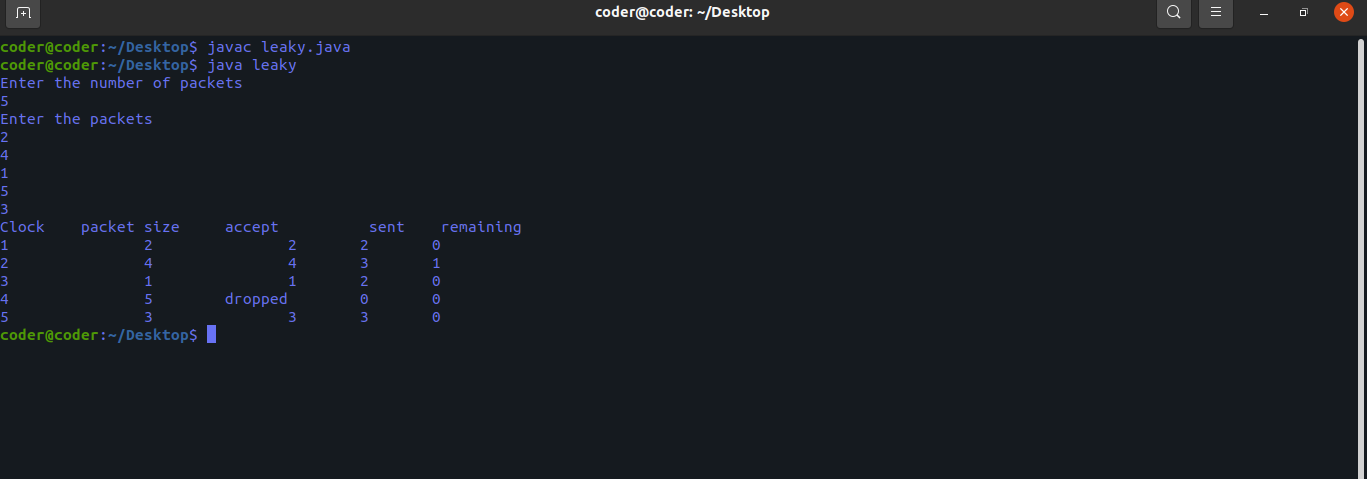 coder@coder: ~/Desktop
coder@coder:~/Desktop$ javac leaky.java
coder@coder:~/Desktop$ java leaky
Enter the number of packets
5
Enter the packets
2
4
1
5
3
Clock    packet size     accept          sent    remaining
1               2               2       2       0
2               4               4       3       1
3               1               1       2       0
4               5        dropped        0       0
5               3               3       3       0
coder@coder:~/Desktop$